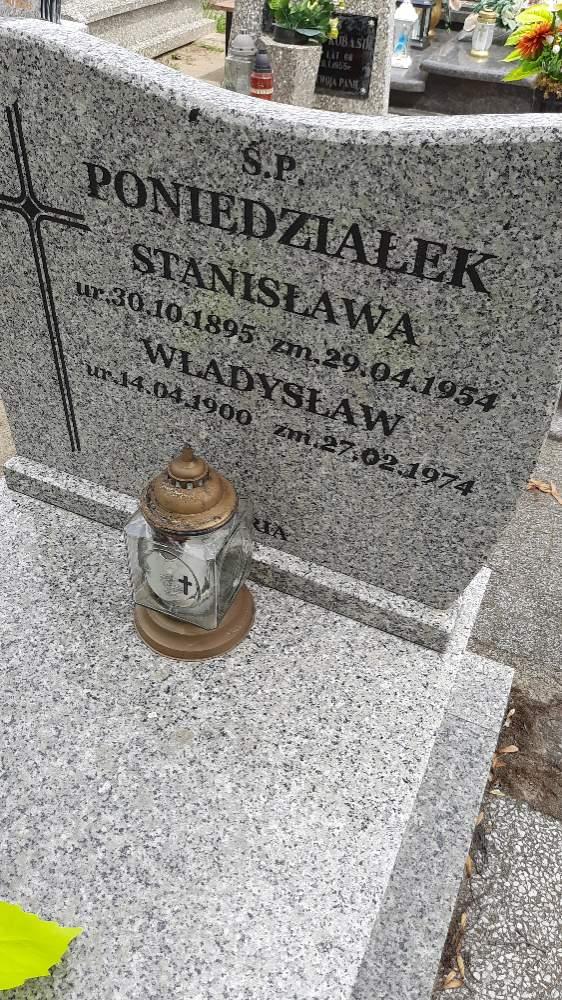 Ś.P.
PONIEDZIAŁEK
STANISŁAWA
ur.30.10.1895 zm.29.04.1954
WŁADYSŁAW
ur.14.04.1900 zm.27.02.1974